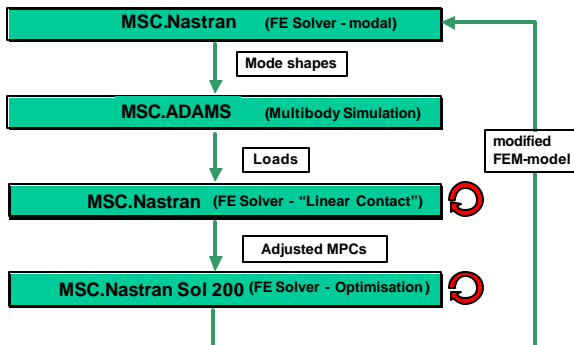 MSC.Nastran (FE Solver - modal)
Mode shapes
MSC.ADAMS (Multibody Simulation)
Loads
modified
FEM-model
MSC.Nastran (FE Solver - “Linear Contact”)
Adjusted MPCs
MSC.Nastran Sol 200 (FE Solver - Optimisation)